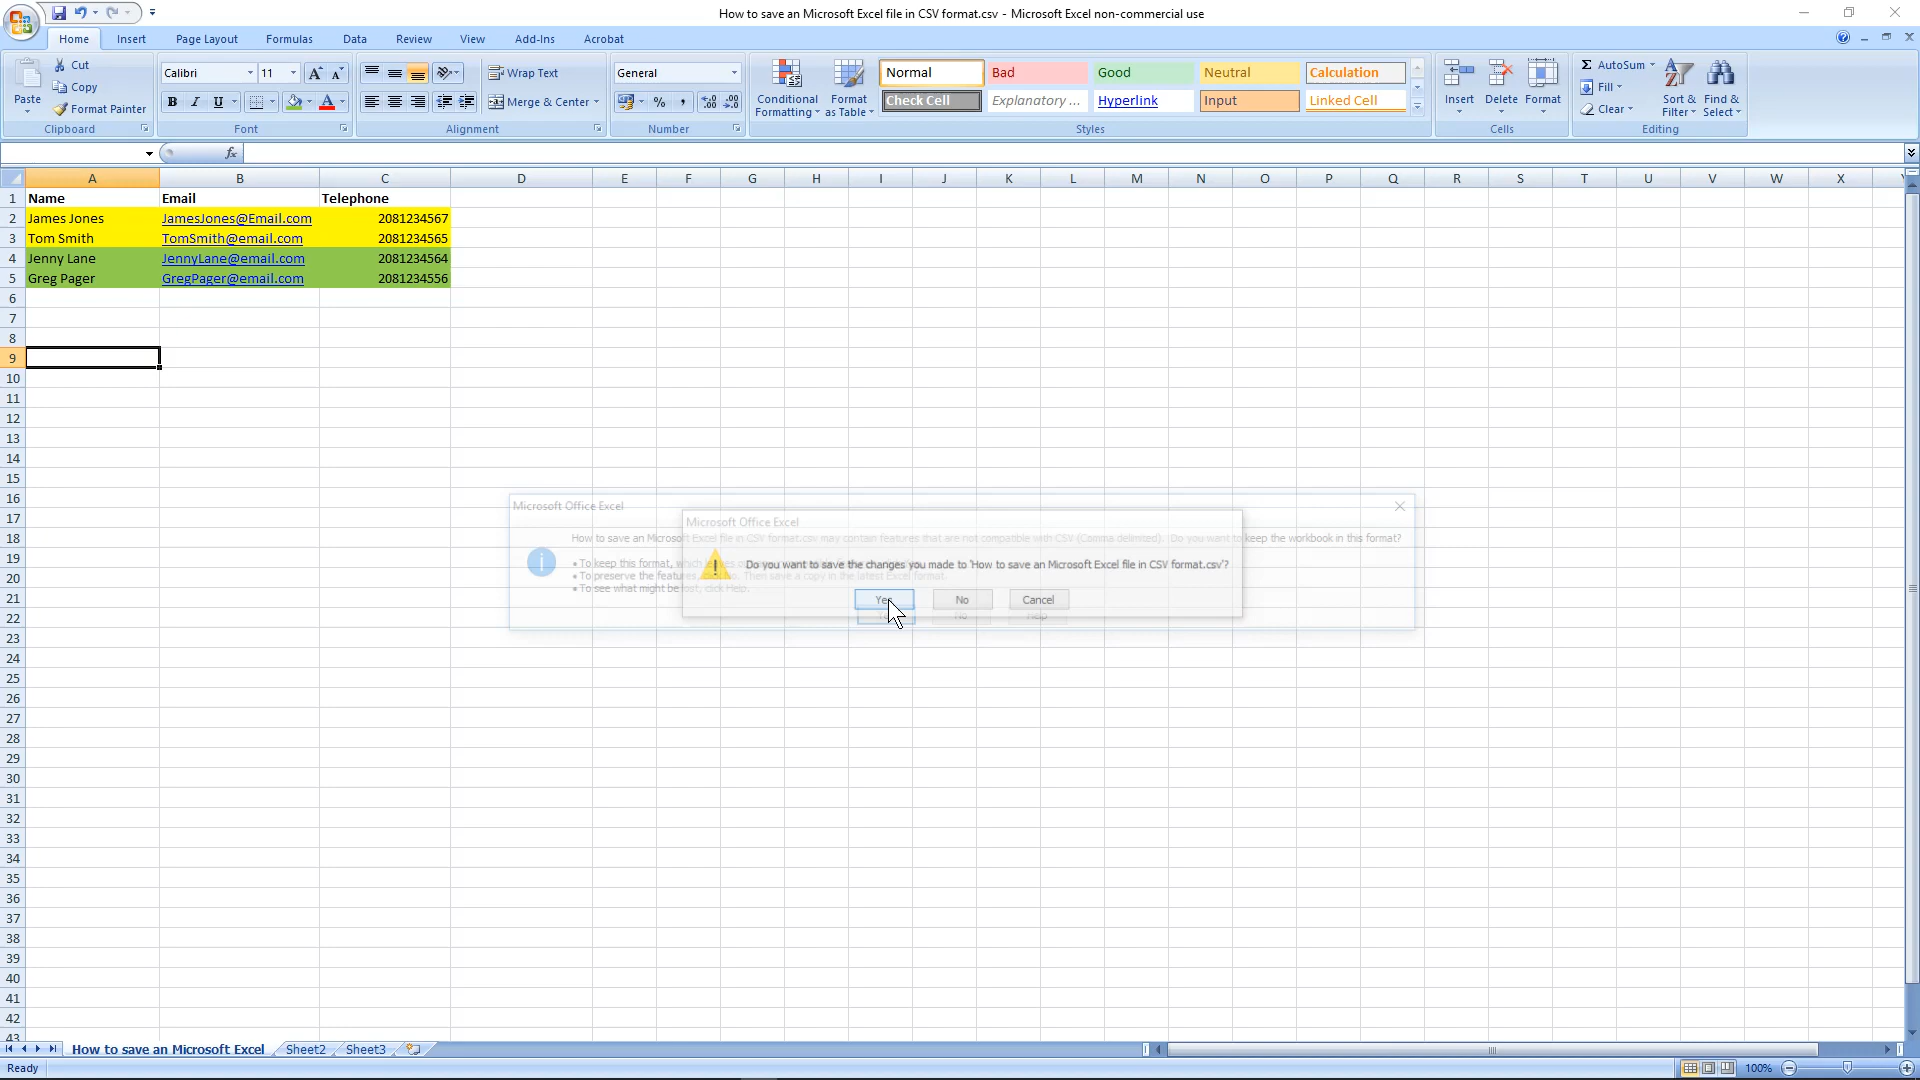 How to save an Microsoft Excel file in CSV format.csv - Microsoft Excel non-commercial use
Home Insert Page Layout Formulas Data Review View Add-Ins Acrobat
Paste
Cut
Copy
Format Painter
Clipboard
Calibri 11
B I U
Font
Wrap Text
Merge & Center
Alignment
General
%
Number
Conditional Formatting
Format as Table
Normal Bad Good Neutral Calculation
Check Cell Explanatory ... Hyperlink Input Linked Cell
Styles
Insert Delete Format
Cells
Σ AutoSum
Fill
Clear
Sort & Filter
Find & Select
Editing
fx
A B C D E F G H I J K L M N O P Q R S T U V W X
1 Name Email Telephone
2 James Jones JamesJones@Email.com 2081234567
3 Tom Smith TomSmith@email.com 2081234565
4 Jenny Lane JennyLane@email.com 2081234564
5 Greg Pager GregPager@email.com 2081234556
6
7
8
9
10
11
12
13
14
15
16
17
18
19
20
21
22
23
24
25
26
27
28
29
30
31
32
33
34
35
36
37
38
39
40
41
42
43
Microsoft Office Excel
How to save an Microsoft Excel file in CSV format.csv may contain features that are not compatible with CSV (Comma delimited). Do you want to keep the workbook in this format?
• To keep this format, which leaves
• To preserve the features, click No. Then save a copy in the latest Excel format.
• To see what might be lost, click Help.
No Help
Microsoft Office Excel
Do you want to save the changes you made to 'How to save an Microsoft Excel file in CSV format.csv'?
Yes No Cancel
How to save an Microsoft Excel Sheet2 Sheet3
Ready
100%